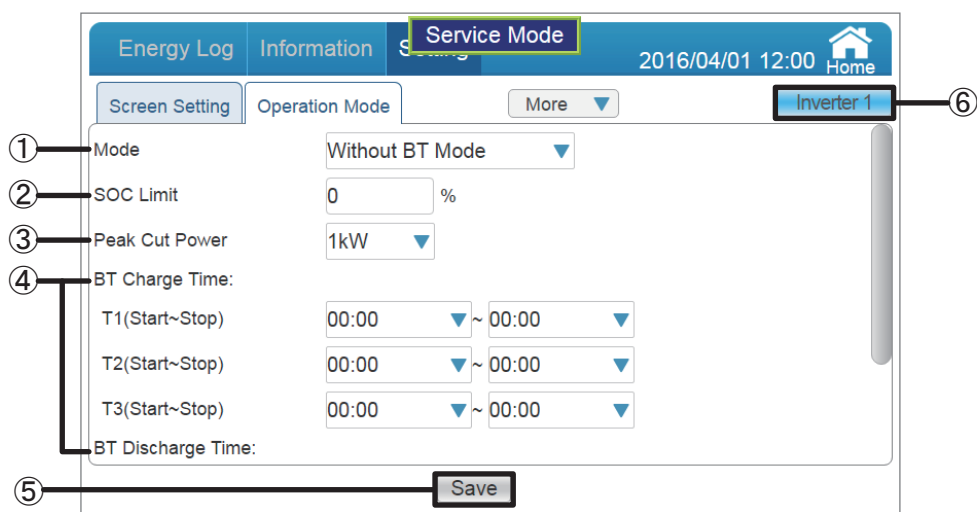 Service Mode
Energy Log Information Setting 2016/04/01 12:00 Home
Screen Setting Operation Mode More Inverter 1 ⑥
① Mode Without BT Mode
② SOC Limit 0 %
③ Peak Cut Power 1kW
④ BT Charge Time:
T1(Start~Stop) 00:00 ~ 00:00
T2(Start~Stop) 00:00 ~ 00:00
T3(Start~Stop) 00:00 ~ 00:00
BT Discharge Time:
⑤ Save